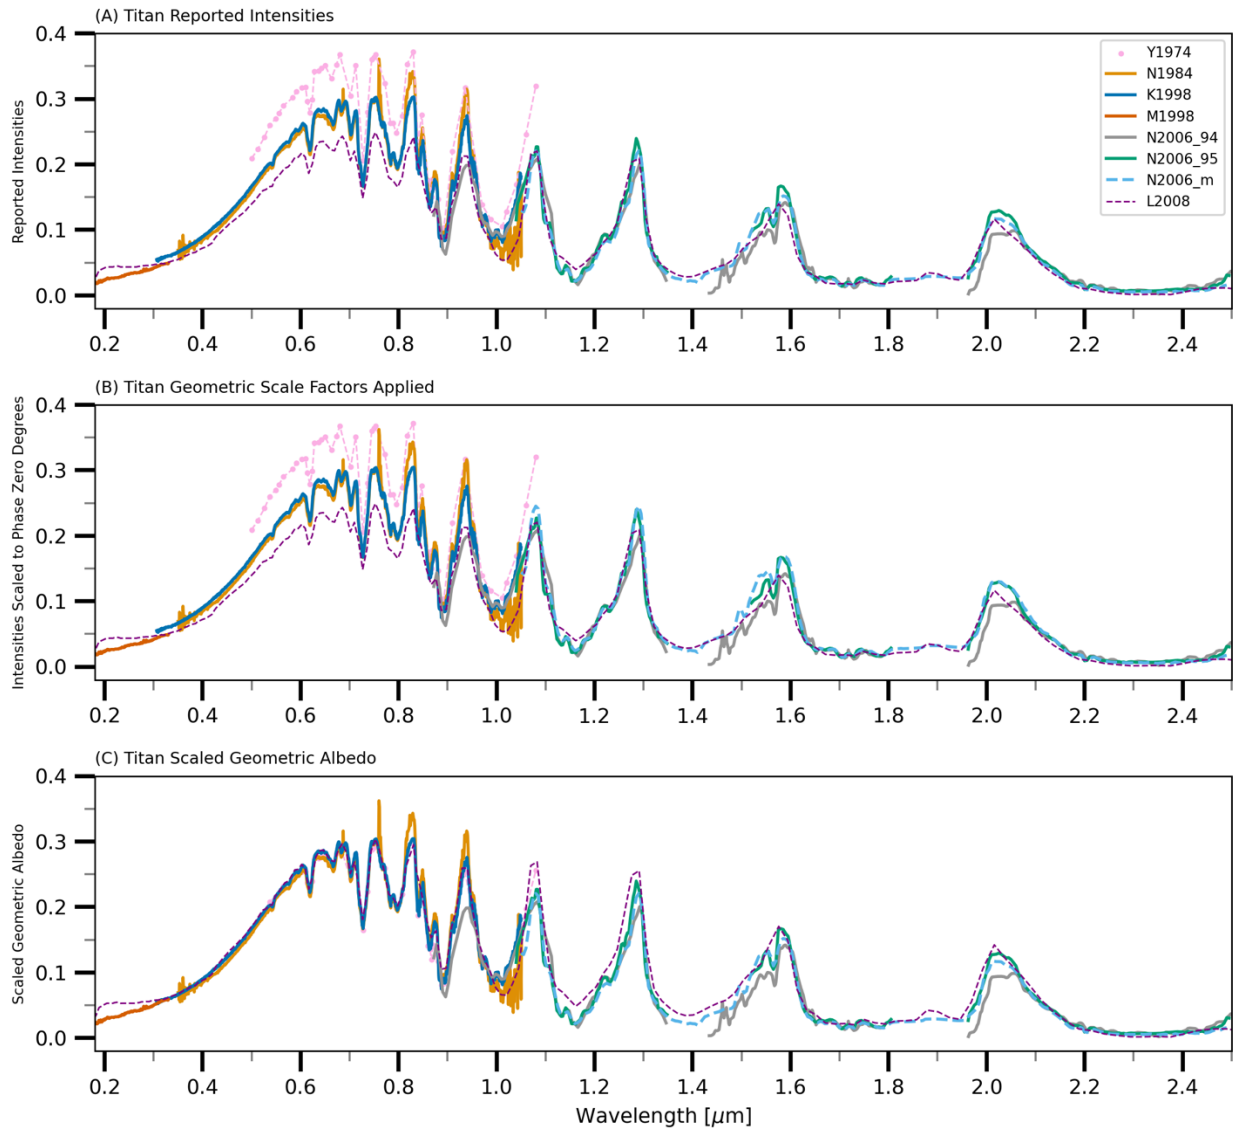 (A) Titan Reported Intensities
Reported Intensities
0.4
0.3
0.2
0.1
0.0
Y1974
N1984
K1998
M1998
N2006_94
N2006_95
N2006_m
L2008
0.2 0.4 0.6 0.8 1.0 1.2 1.4 1.6 1.8 2.0 2.2 2.4
(B) Titan Geometric Scale Factors Applied
Intensities Scaled to Phase Zero Degrees
0.4
0.3
0.2
0.1
0.0
0.2 0.4 0.6 0.8 1.0 1.2 1.4 1.6 1.8 2.0 2.2 2.4
(C) Titan Scaled Geometric Albedo
Scaled Geometric Albedo
0.4
0.3
0.2
0.1
0.0
0.2 0.4 0.6 0.8 1.0 1.2 1.4 1.6 1.8 2.0 2.2 2.4
Wavelength [μm]